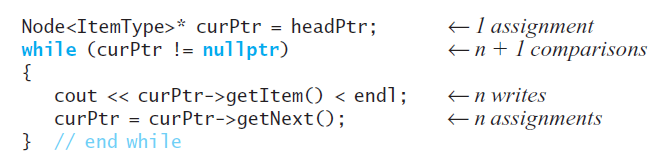 Node<ItemType>* curPtr = headPtr; ← 1 assignment
while (curPtr != nullptr) ← n + 1 comparisons
{
cout << curPtr->getItem() < endl; ← n writes
curPtr = curPtr->getNext(); ← n assignments
} // end while